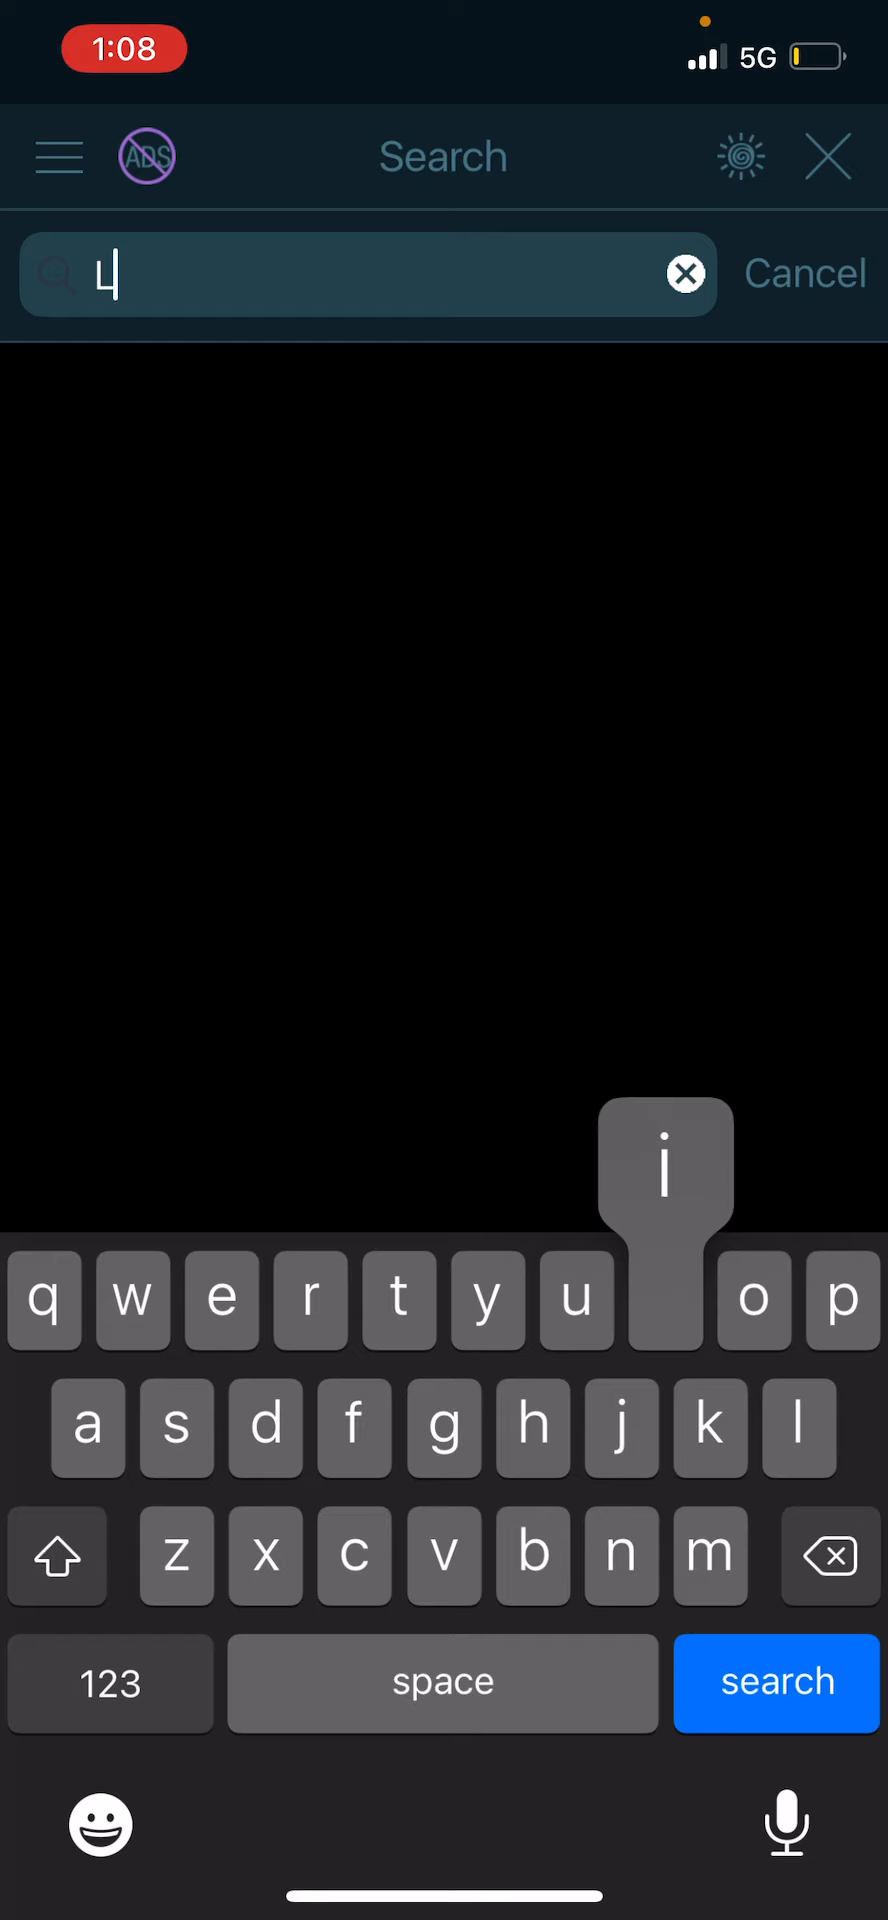 1:08
5G
ADS
Search
L
Cancel
i
q w e r t y u o p
a s d f g h j k l
z x c v b n m
123 space search